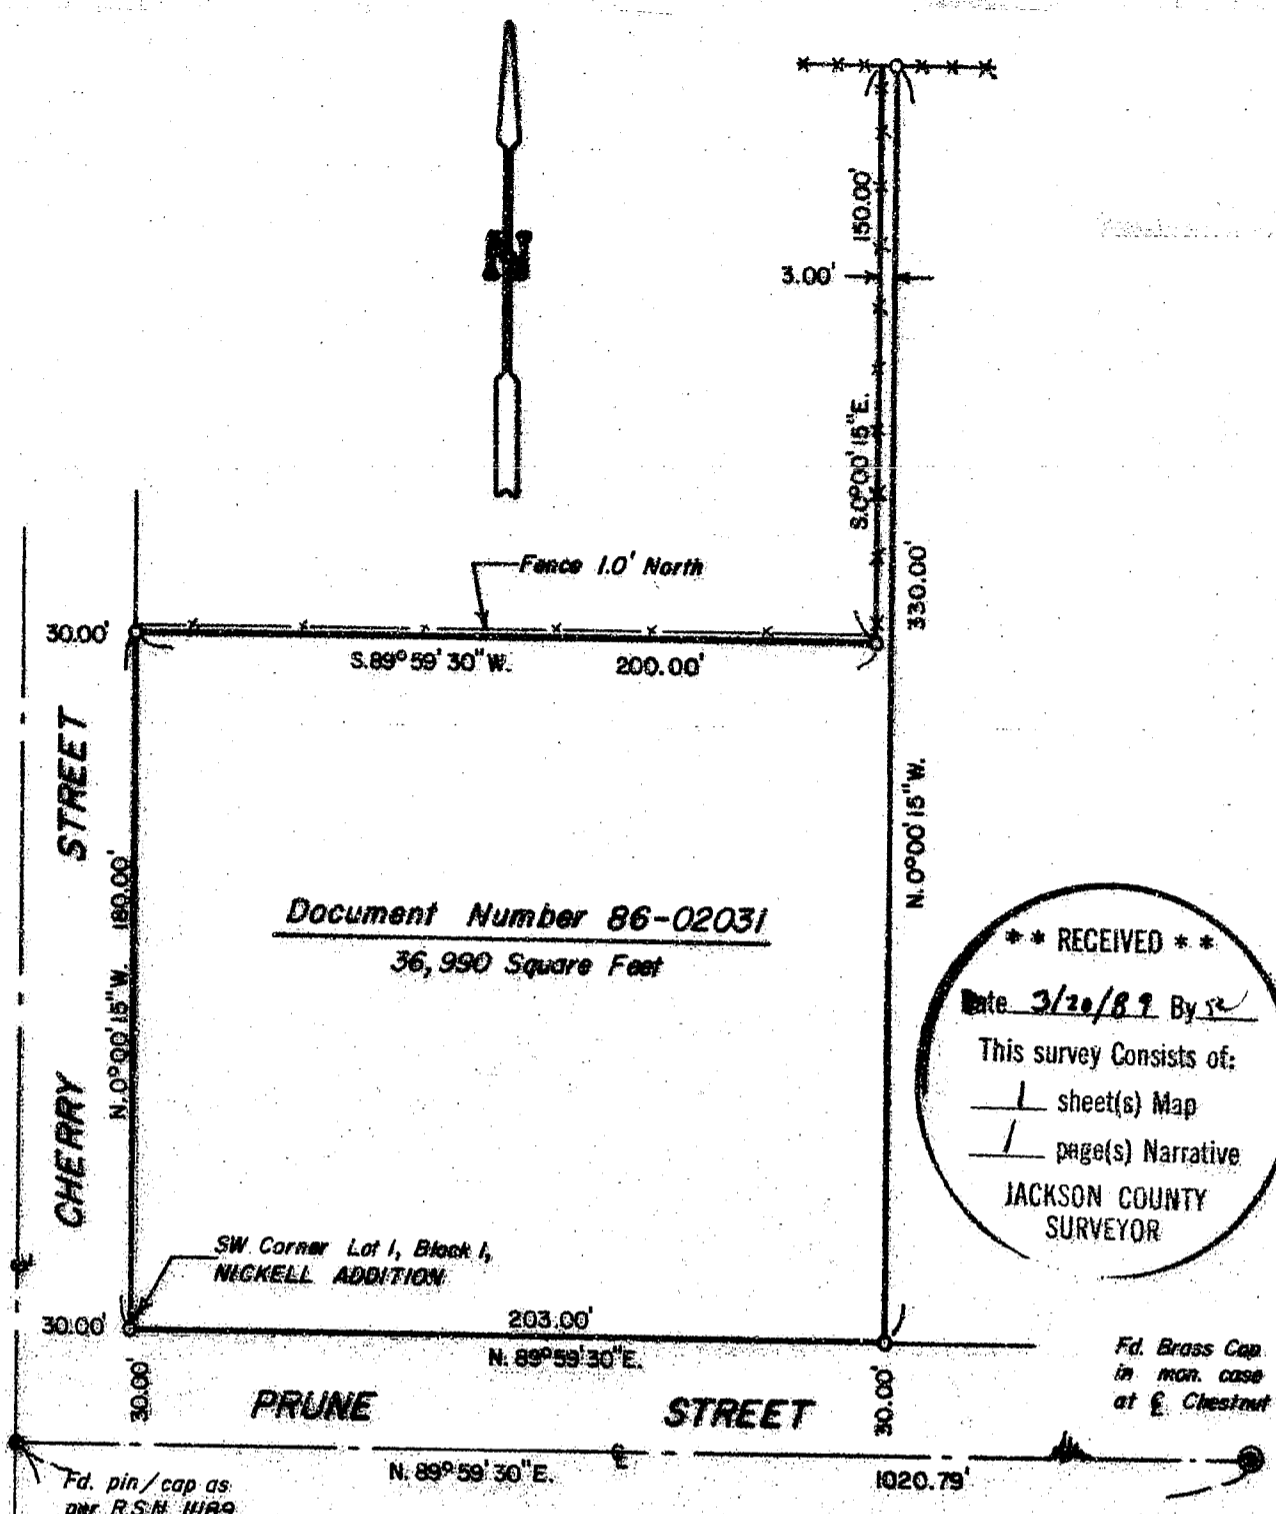 N
150.00'
3.00'
S.0°00'15"E.
Fence 1.0' North
330.00'
30.00'
S.89°59'30"W. 200.00'
CHERRY STREET
N.0°00'15"W. 180.00'
N.0°00'15"W.
Document Number 86-02031
36,990 Square Feet
* * RECEIVED * *
Date 3/20/89 By
This survey Consists of:
1 sheet(s) Map
1 page(s) Narrative
JACKSON COUNTY
SURVEYOR
SW Corner Lot 1, Block 1,
NICKELL ADDITION
30.00'
203.00'
N. 89°59'30"E.
30.00'
30.00'
PRUNE STREET
Fd. Brass Cap
in mon. case
at ℄ Chestnut
℄
℄
N. 89°59'30"E.
1020.79'
Fd. pin/cap as
per R.S.N.